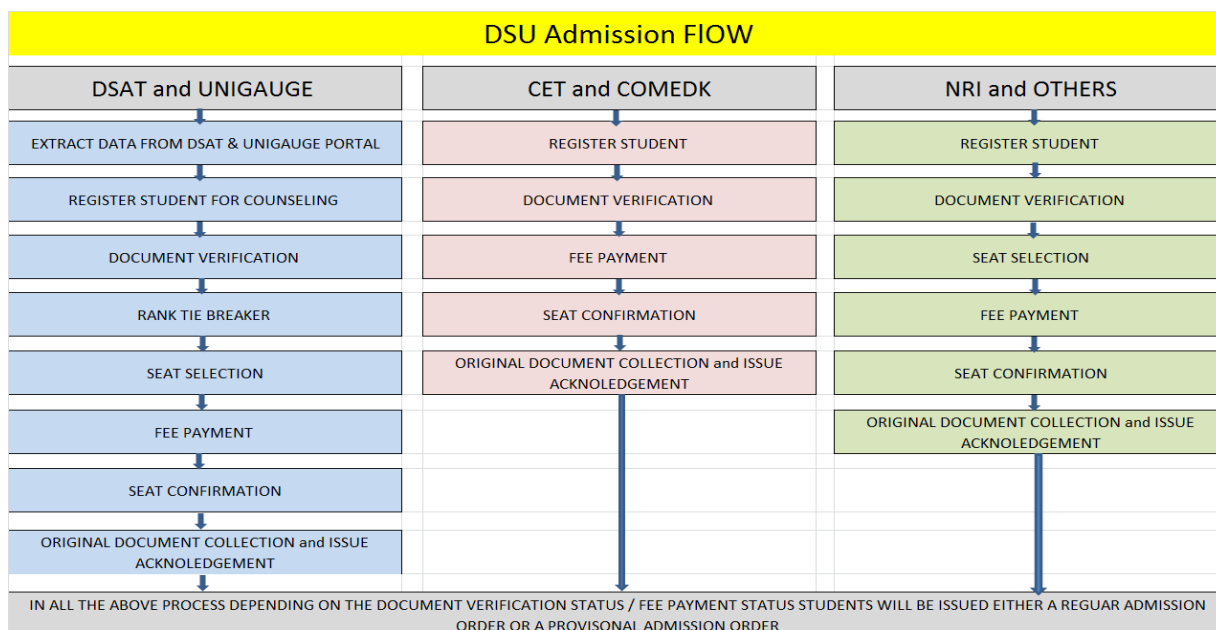 DSU Admission FlOW
DSAT and UNIGAUGE
EXTRACT DATA FROM DSAT & UNIGAUGE PORTAL
REGISTER STUDENT FOR COUNSELING
DOCUMENT VERIFICATION
RANK TIE BREAKER
SEAT SELECTION
FEE PAYMENT
SEAT CONFIRMATION
ORIGINAL DOCUMENT COLLECTION and ISSUE
ACKNOLEDGEMENT
CET and COMEDK
REGISTER STUDENT
DOCUMENT VERIFICATION
FEE PAYMENT
SEAT CONFIRMATION
ORIGINAL DOCUMENT COLLECTION and ISSUE
ACKNOLEDGEMENT
NRI and OTHERS
REGISTER STUDENT
DOCUMENT VERIFICATION
SEAT SELECTION
FEE PAYMENT
SEAT CONFIRMATION
ORIGINAL DOCUMENT COLLECTION and ISSUE
ACKNOLEDGEMENT
IN ALL THE ABOVE PROCESS DEPENDING ON THE DOCUMENT VERIFICATION STATUS / FEE PAYMENT STATUS STUDENTS WILL BE ISSUED EITHER A REGUAR ADMISSION
ORDER OR A PROVISONAL ADMISSION ORDER